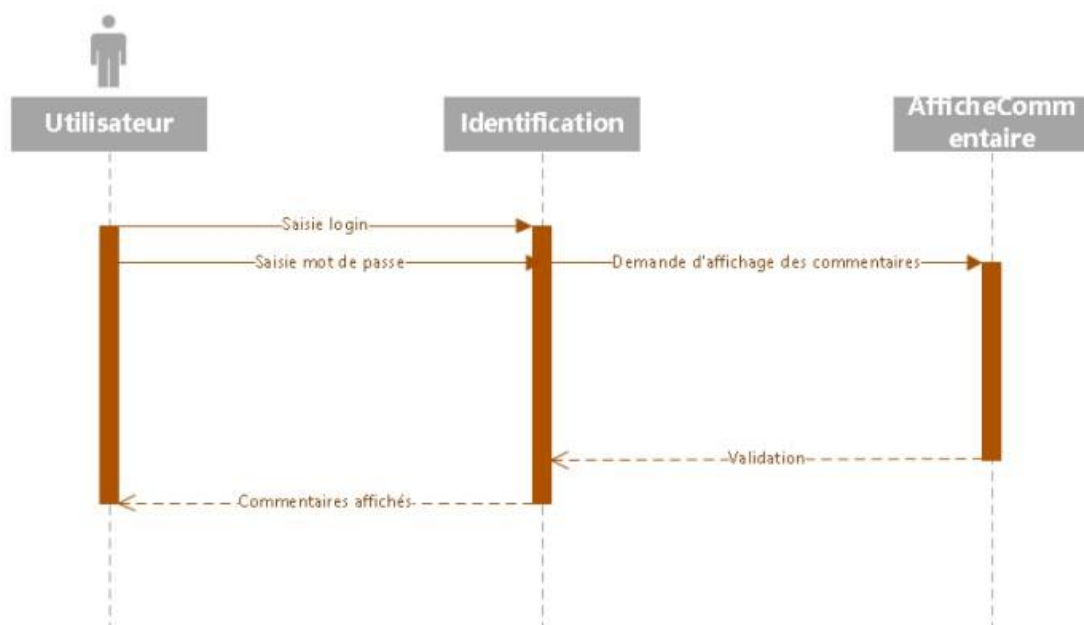 Utilisateur
Identification
AfficheComm
entaire
Saisie login
Saisie mot de passe
Demande d'affichage des commentaires
Validation
Commentaires affichés